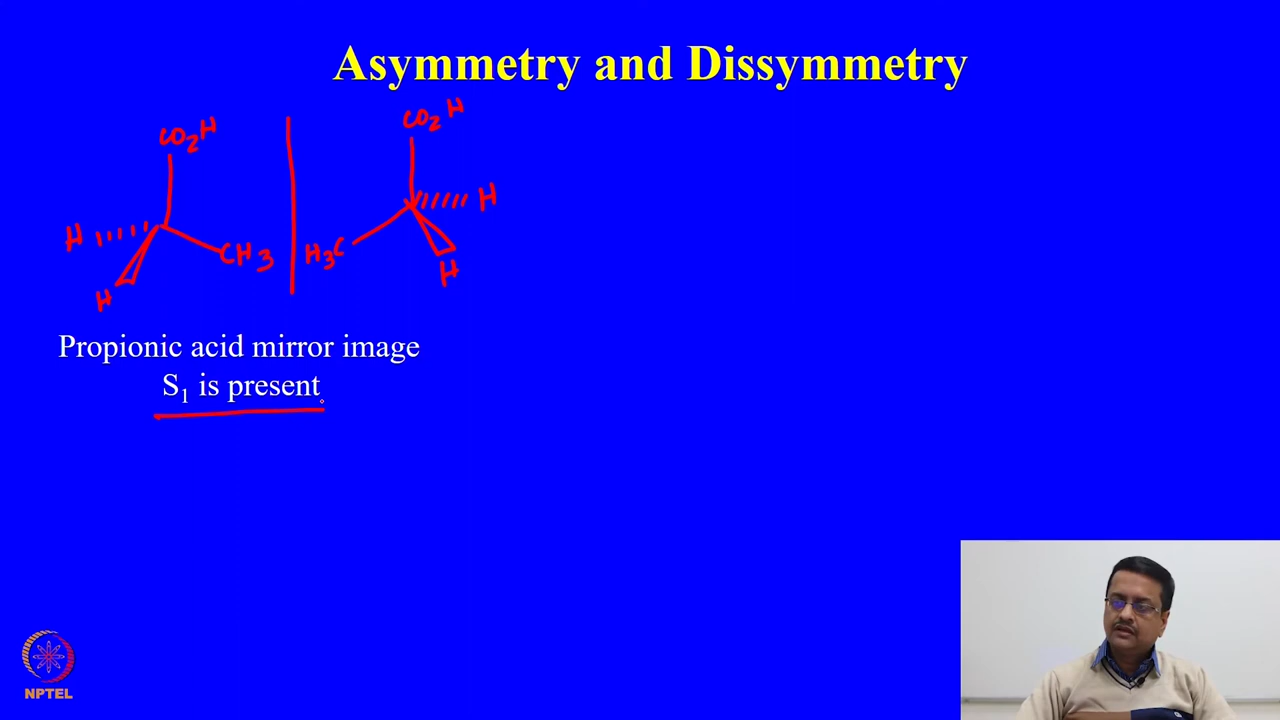 Asymmetry and Dissymmetry
CO₂H
CO₂H
H
H
CH₃
H₃C
H
H
Propionic acid mirror image
S₁ is present
NPTEL